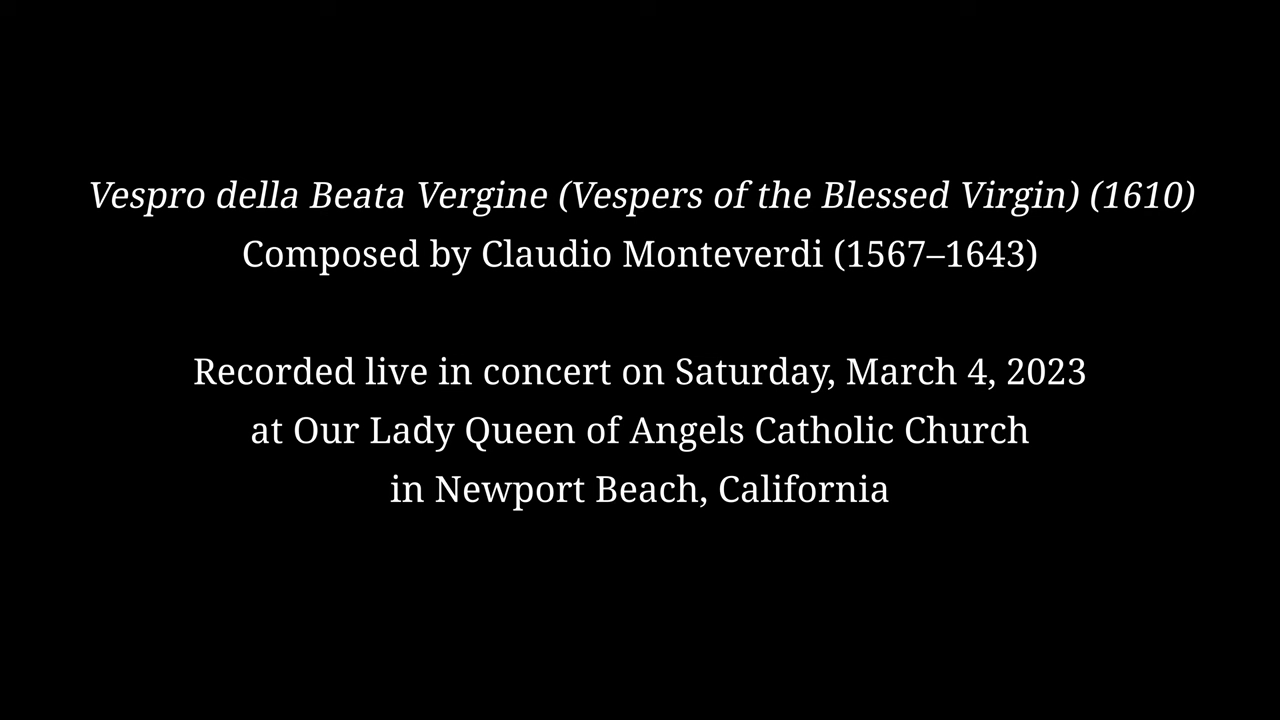 Vespro della Beata Vergine (Vespers of the Blessed Virgin) (1610)
Composed by Claudio Monteverdi (1567–1643)
Recorded live in concert on Saturday, March 4, 2023
at Our Lady Queen of Angels Catholic Church
in Newport Beach, California